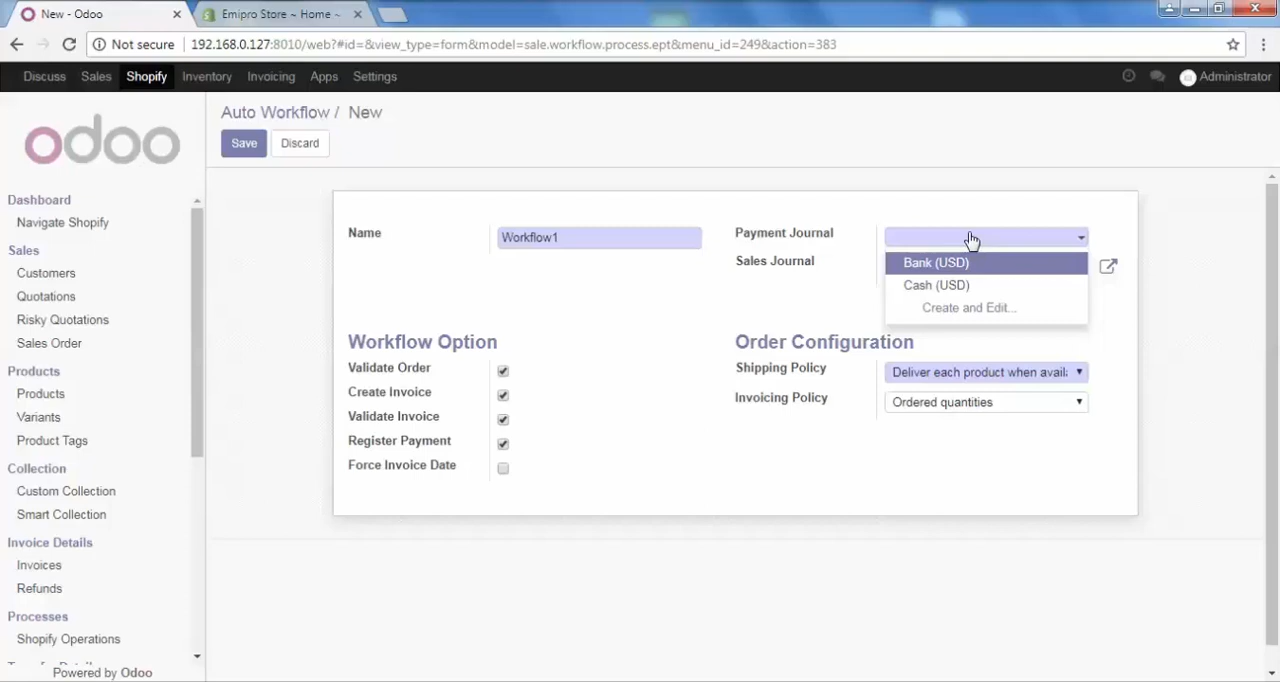 New - Odoo
Emipro Store ~ Home ~
Not secure
192.168.0.127:8010/web?#id=&view_type=form&model=sale.workflow.process.ept&menu_id=249&action=383
Discuss Sales Shopify Inventory Invoicing Apps Settings
Administrator
odoo
Dashboard
Navigate Shopify
Sales
Customers
Quotations
Risky Quotations
Sales Order
Products
Products
Variants
Product Tags
Collection
Custom Collection
Smart Collection
Invoice Details
Invoices
Refunds
Processes
Shopify Operations
Powered by Odoo
Auto Workflow / New
Save Discard
Name Workflow1
Payment Journal
Sales Journal
Bank (USD)
Cash (USD)
Create and Edit...
Workflow Option
Validate Order
Create Invoice
Validate Invoice
Register Payment
Force Invoice Date
Order Configuration
Shipping Policy Deliver each product when avail
Invoicing Policy Ordered quantities